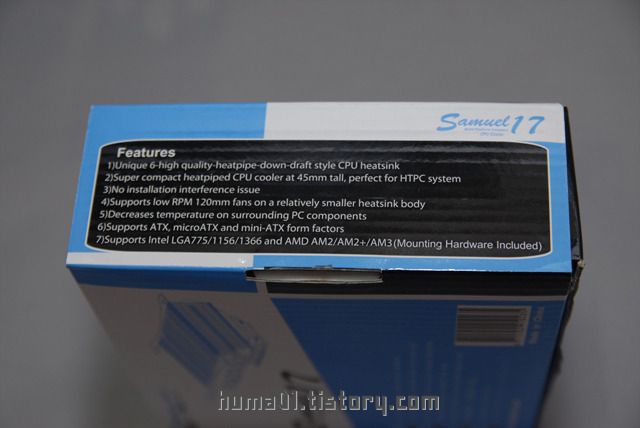 Samuel 17
CPU Cooler
Features
1)Unique 6-high quality-heatpipe-down-draft style CPU heatsink
2)Super compact heatpiped CPU cooler at 45mm tall, perfect for HTPC system
3)No installation interference issue
4)Supports low RPM 120mm fans on a relatively smaller heatsink body
5)Decreases temperature on surrounding PC components
6)Supports ATX, microATX and mini-ATX form factors
7)Supports Intel LGA775/1156/1366 and AMD AM2/AM2+/AM3(Mounting Hardware Included)
huma01.tistory.com